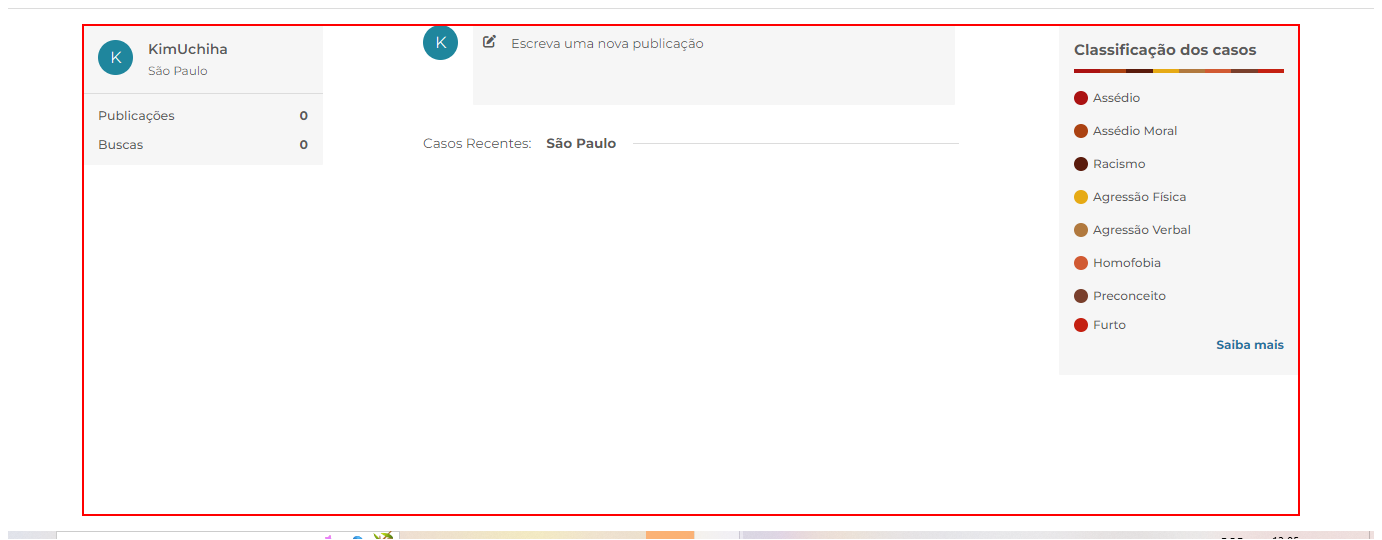 K
KimUchiha
São Paulo
Publicações 0
Buscas 0
K
Escreva uma nova publicação
Casos Recentes: São Paulo
Classificação dos casos
Assédio
Assédio Moral
Racismo
Agressão Física
Agressão Verbal
Homofobia
Preconceito
Furto
Saiba mais